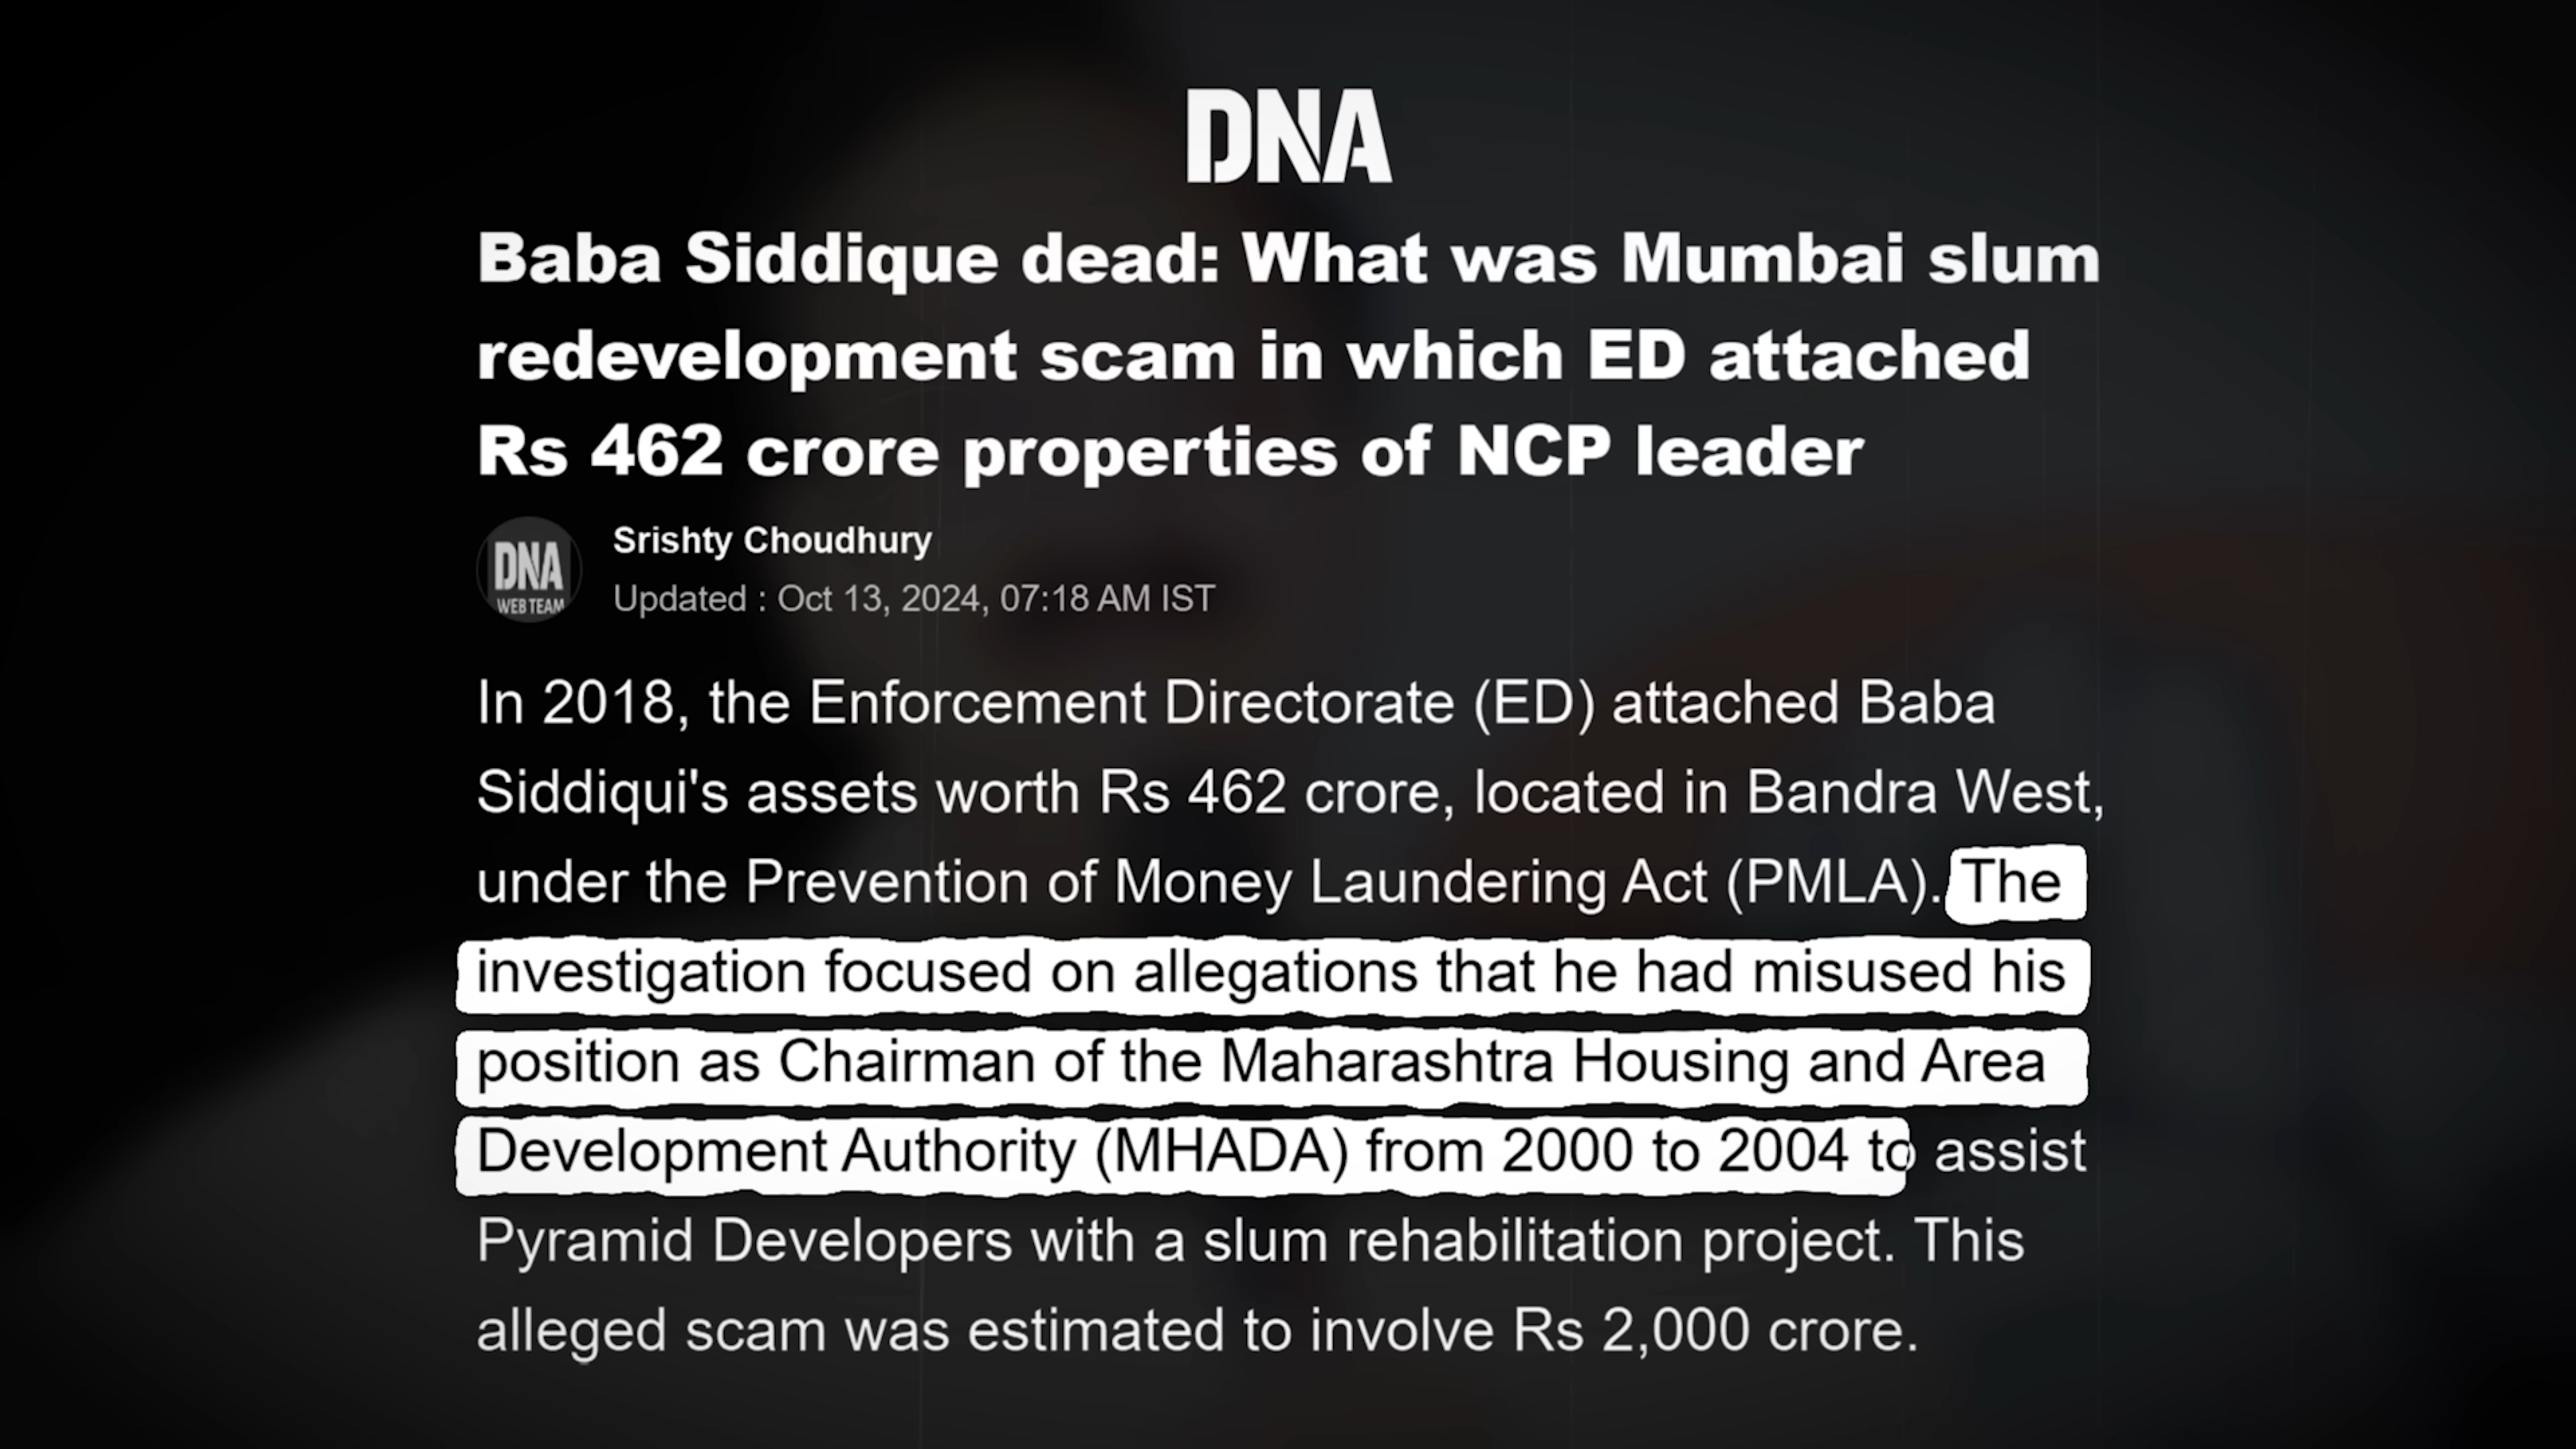 DNA
Baba Siddique dead: What was Mumbai slum
redevelopment scam in which ED attached
Rs 462 crore properties of NCP leader
DNA
WEB TEAM
Srishty Choudhury
Updated : Oct 13, 2024, 07:18 AM IST
In 2018, the Enforcement Directorate (ED) attached Baba
Siddiqui's assets worth Rs 462 crore, located in Bandra West,
under the Prevention of Money Laundering Act (PMLA). The
investigation focused on allegations that he had misused his
position as Chairman of the Maharashtra Housing and Area
Development Authority (MHADA) from 2000 to 2004 to assist
Pyramid Developers with a slum rehabilitation project. This
alleged scam was estimated to involve Rs 2,000 crore.